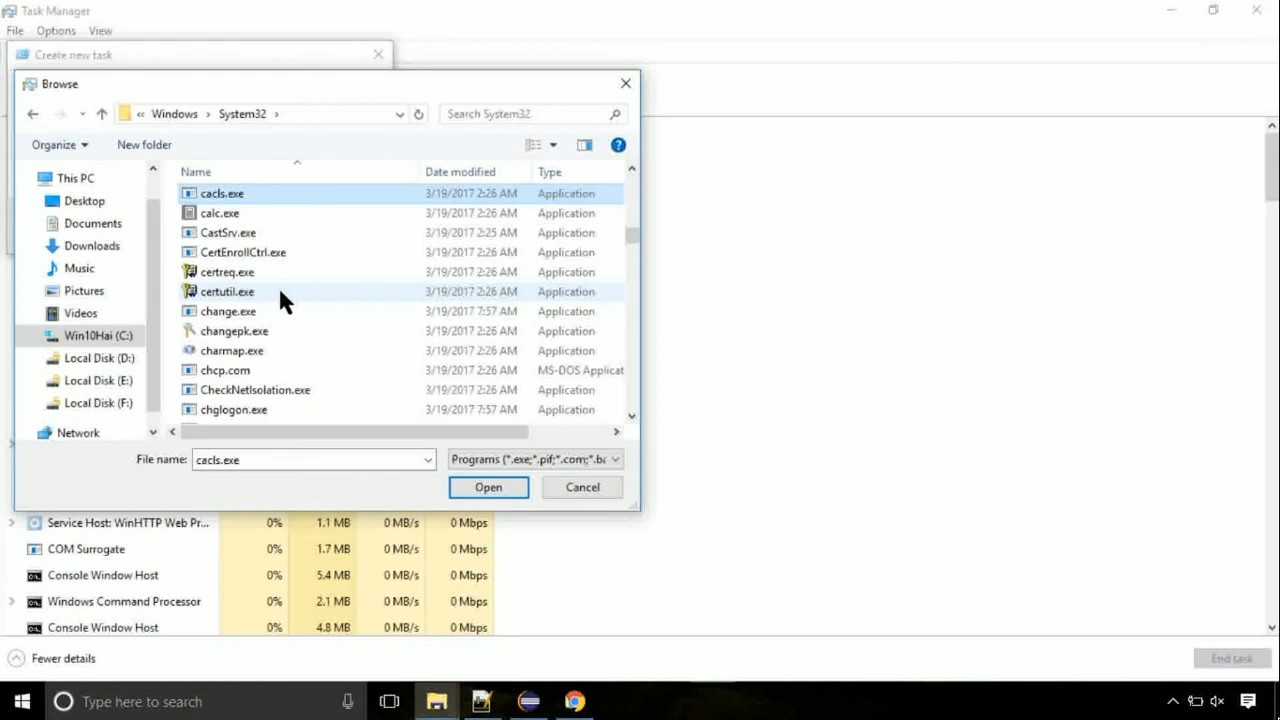 Task Manager
File Options View
Create new task
Browse
« Windows › System32 ›
Search System32
Organize New folder
Name Date modified Type
This PC
Desktop
Documents
Downloads
Music
Pictures
Videos
Win10Hai (C:)
Local Disk (D:)
Local Disk (E:)
Local Disk (F:)
Network
cacls.exe 3/19/2017 2:26 AM Application
calc.exe 3/19/2017 2:26 AM Application
CastSrv.exe 3/19/2017 2:25 AM Application
CertEnrollCtrl.exe 3/19/2017 2:26 AM Application
certreq.exe 3/19/2017 2:26 AM Application
certutil.exe 3/19/2017 2:26 AM Application
change.exe 3/19/2017 7:57 AM Application
changepk.exe 3/19/2017 2:26 AM Application
charmap.exe 3/19/2017 2:26 AM Application
chcp.com 3/19/2017 2:26 AM MS-DOS Applicat
CheckNetIsolation.exe 3/19/2017 2:26 AM Application
chglogon.exe 3/19/2017 7:57 AM Application
File name: cacls.exe Programs (*.exe;*.pif;*.com;*.ba
Open Cancel
Service Host: WinHTTP Web Pr... 0% 1.1 MB 0 MB/s 0 Mbps
COM Surrogate 0% 1.7 MB 0 MB/s 0 Mbps
Console Window Host 0% 5.4 MB 0 MB/s 0 Mbps
Windows Command Processor 0% 2.1 MB 0 MB/s 0 Mbps
Console Window Host 0% 4.8 MB 0 MB/s 0 Mbps
Fewer details
End task
Type here to search